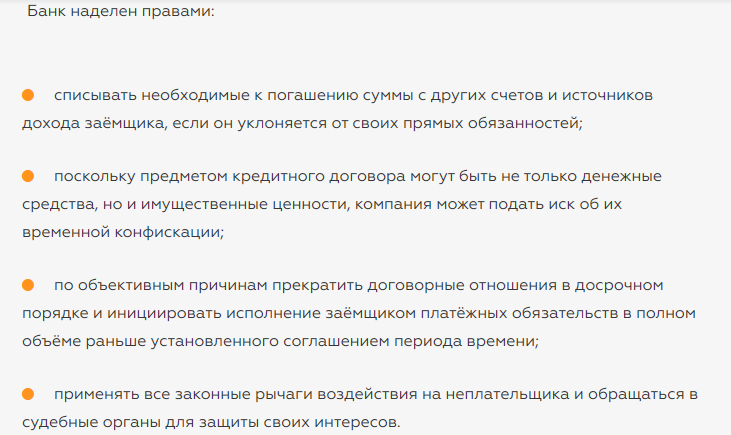 Банк наделен правами:
списывать необходимые к погашению суммы с других счетов и источников
дохода заёмщика, если он уклоняется от своих прямых обязанностей;
поскольку предметом кредитного договора могут быть не только денежные
средства, но и имущественные ценности, компания может подать иск об их
временной конфискации;
по объективным причинам прекратить договорные отношения в досрочном
порядке и инициировать исполнение заёмщиком платёжных обязательств в полном
объёме раньше установленного соглашением периода времени;
применять все законные рычаги воздействия на неплательщика и обращаться в
судебные органы для защиты своих интересов.